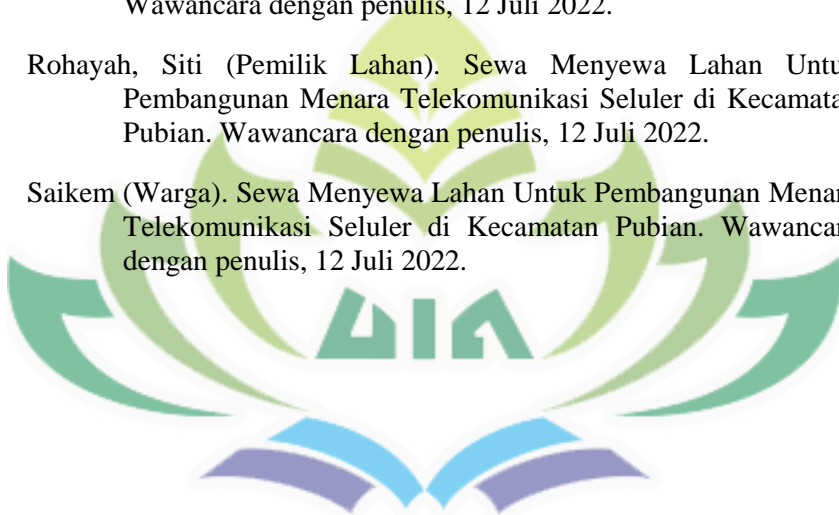 Wawancara dengan penulis, 12 Juli 2022.
Rohayah, Siti (Pemilik Lahan). Sewa Menyewa Lahan Untu
Pembangunan Menara Telekomunikasi Seluler di Kecamata
Pubian. Wawancara dengan penulis, 12 Juli 2022.
Saikem (Warga). Sewa Menyewa Lahan Untuk Pembangunan Menar
Telekomunikasi Seluler di Kecamatan Pubian. Wawancar
dengan penulis, 12 Juli 2022.
UIN